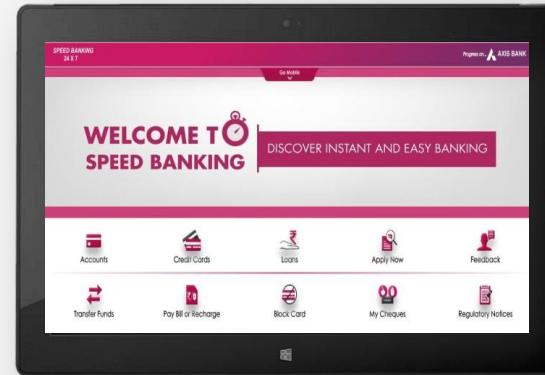 SPEED BANKING
24 X 7
Progress on... AXIS BANK
Go Mobile
WELCOME TO
SPEED BANKING
DISCOVER INSTANT AND EASY BANKING
Accounts
Credit Cards
Loans
Apply Now
Feedback
Transfer Funds
Pay Bill or Recharge
Block Card
My Cheques
Regulatory Notices